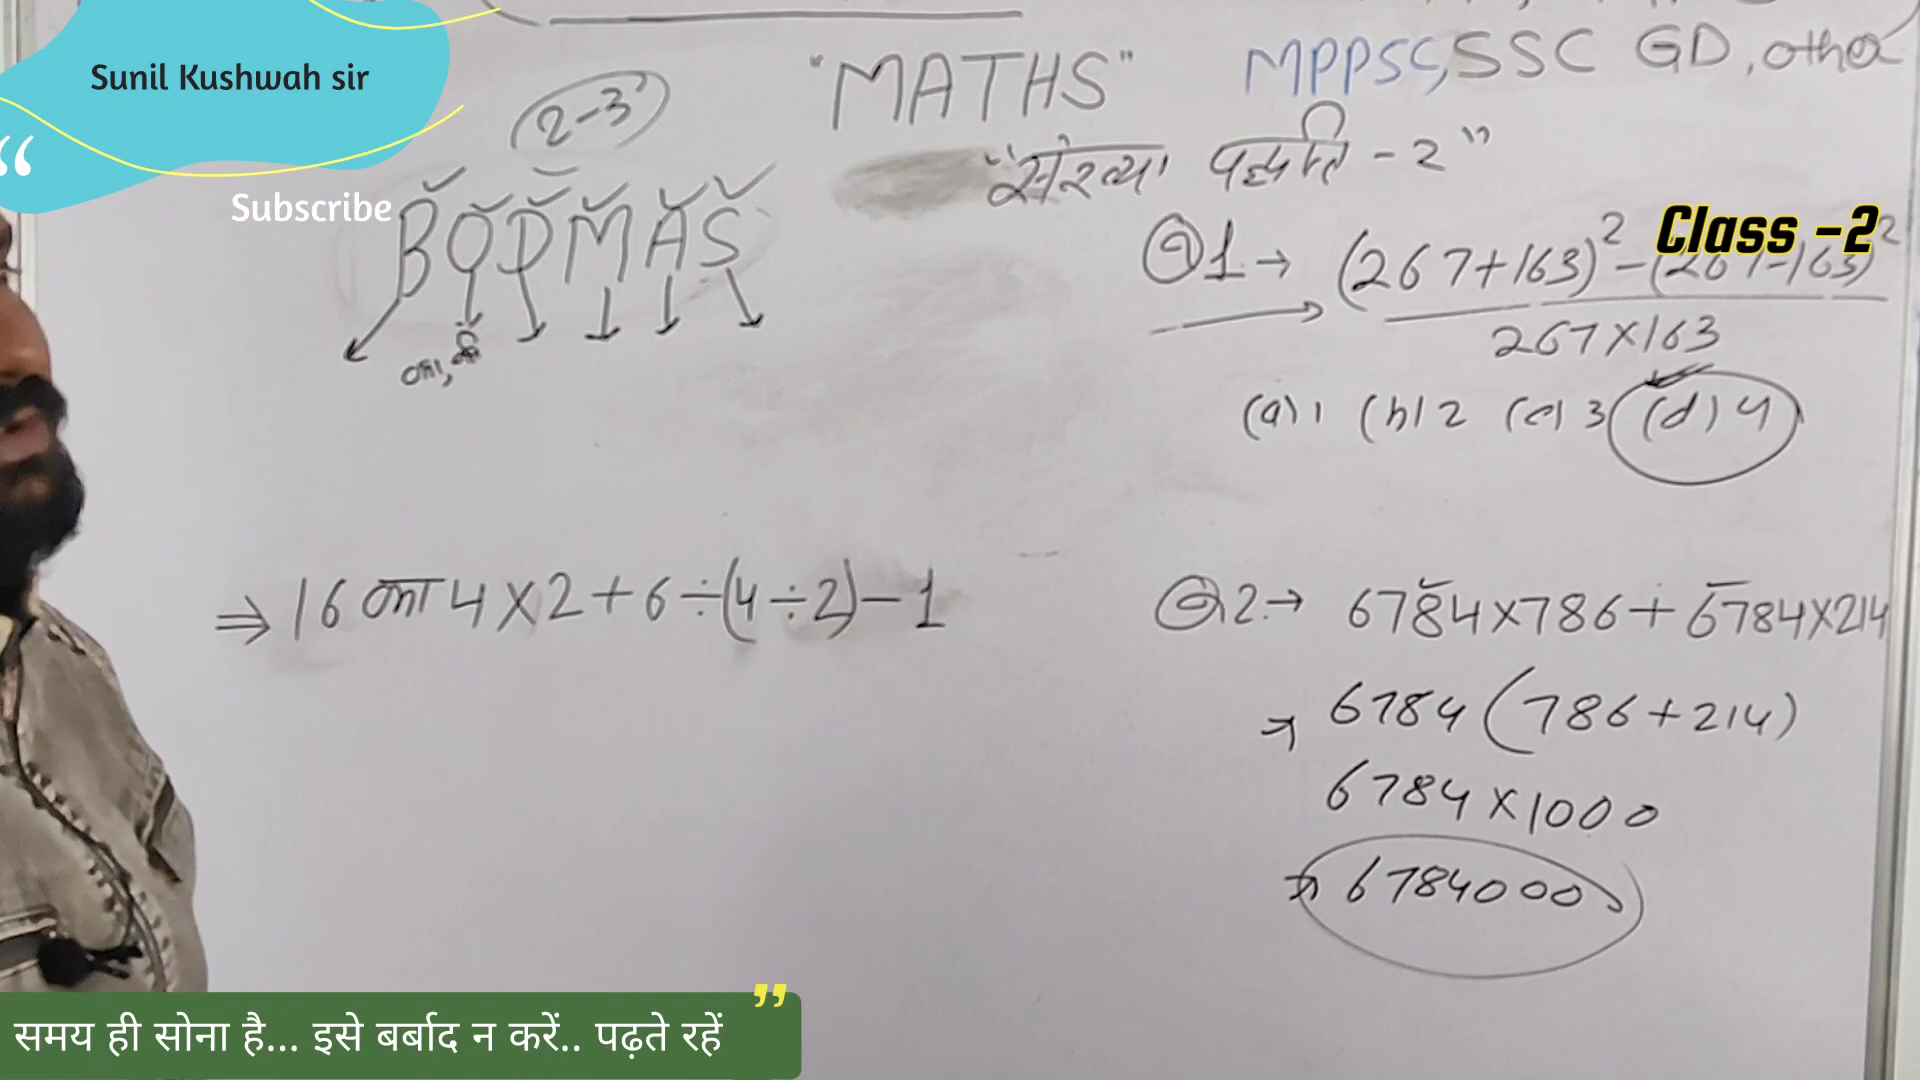 Sunil Kushwah sir
Subscribe
"MATHS"
MPPSC, SSC GD, other
(2-3)
"संख्या पद्धति - 2"
BODMAS
का, की
Class -2
Q1→ (267+163)² - (267-163)²
267×163
(a) 1 (b) 2 (c) 3 (d) 4
⇒ 16 का 4 × 2 + 6 ÷ (4 ÷ 2) - 1
Q2.→ 6784×786 + 6784×214
→ 6784 (786+214)
6784 × 1000
→ 6784000
समय ही सोना है... इसे बर्बाद न करें.. पढ़ते रहें